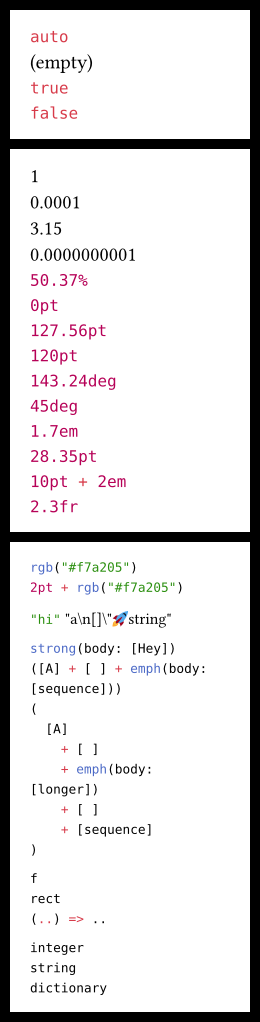 auto
(empty)
true
false
1
0.0001
3.15
0.0000000001
50.37%
0pt
127.56pt
120pt
143.24deg
45deg
1.7em
28.35pt
10pt + 2em
2.3fr
rgb("#f7a205")
2pt + rgb("#f7a205")
"hi" "a\n[]\"🚀string"
strong(body: [Hey])
([A] + [ ] + emph(body:
[sequence]))
(
  [A]
    + [ ]
    + emph(body:
[longer])
    + [ ]
    + [sequence]
)
f
rect
(..) => ..
integer
string
dictionary